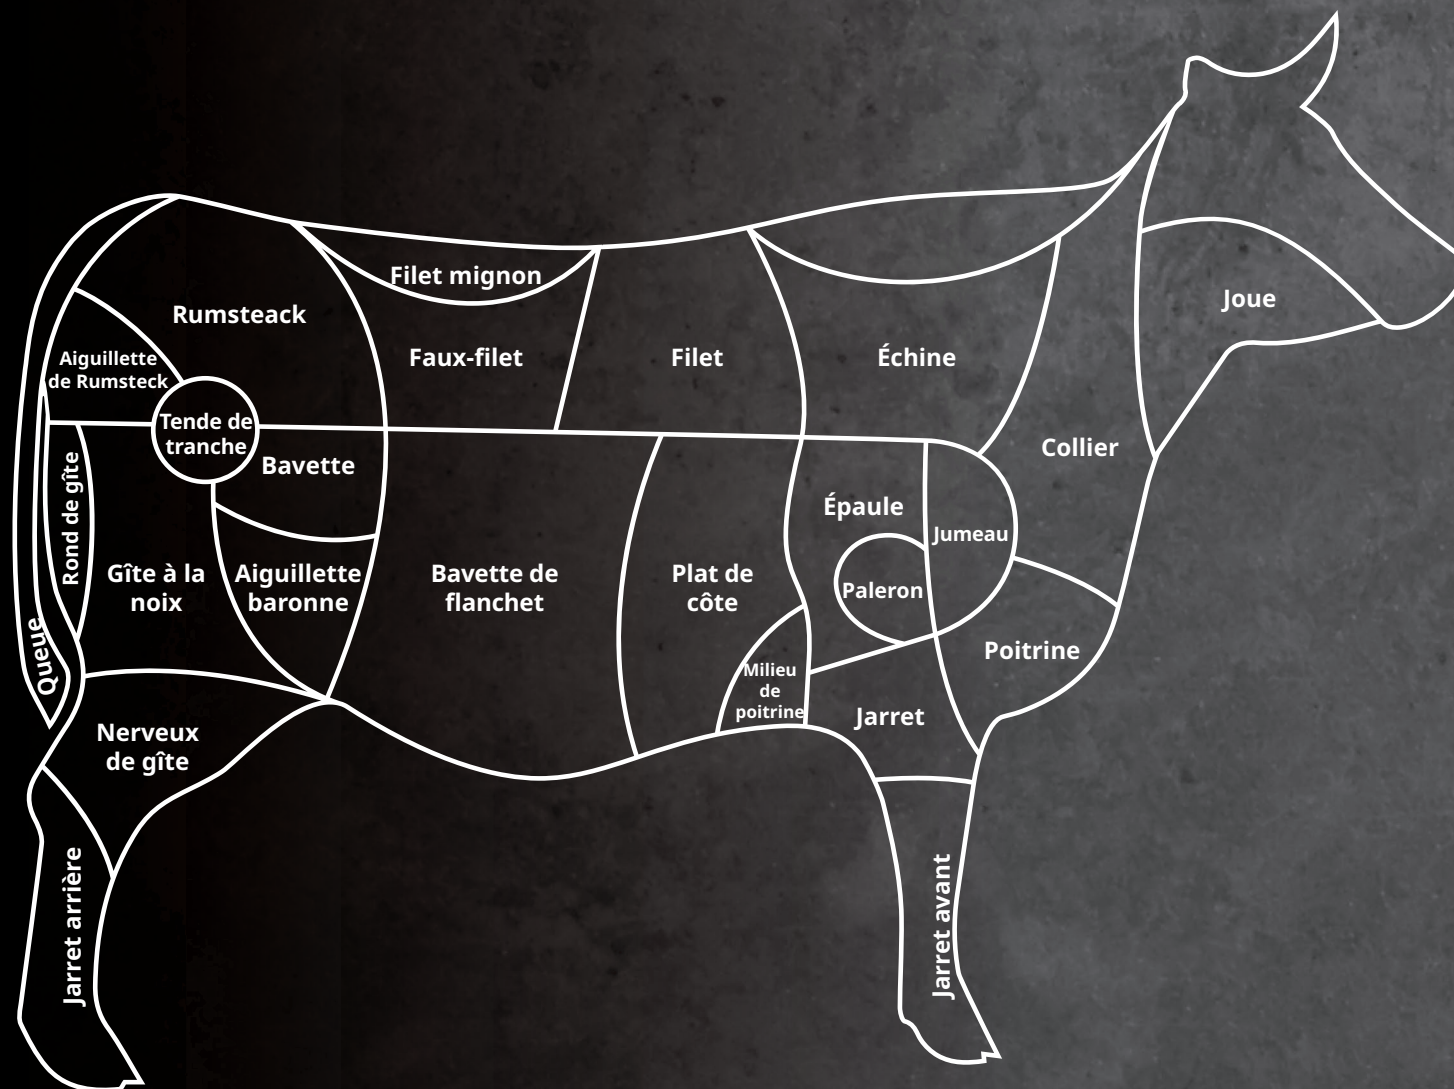 Filet mignon
Rumsteack
Joue
Aiguillette
de Rumsteck
Faux-filet
Filet
Échine
Tende de
tranche
Bavette
Collier
Rond de gîte
Épaule
Jumeau
Gîte à la
noix
Aiguillette
baronne
Bavette de
flanchet
Plat de
côte
Paleron
Queue
Milieu
de
poitrine
Poitrine
Jarret
Nerveux
de gîte
Jarret arrière
Jarret avant